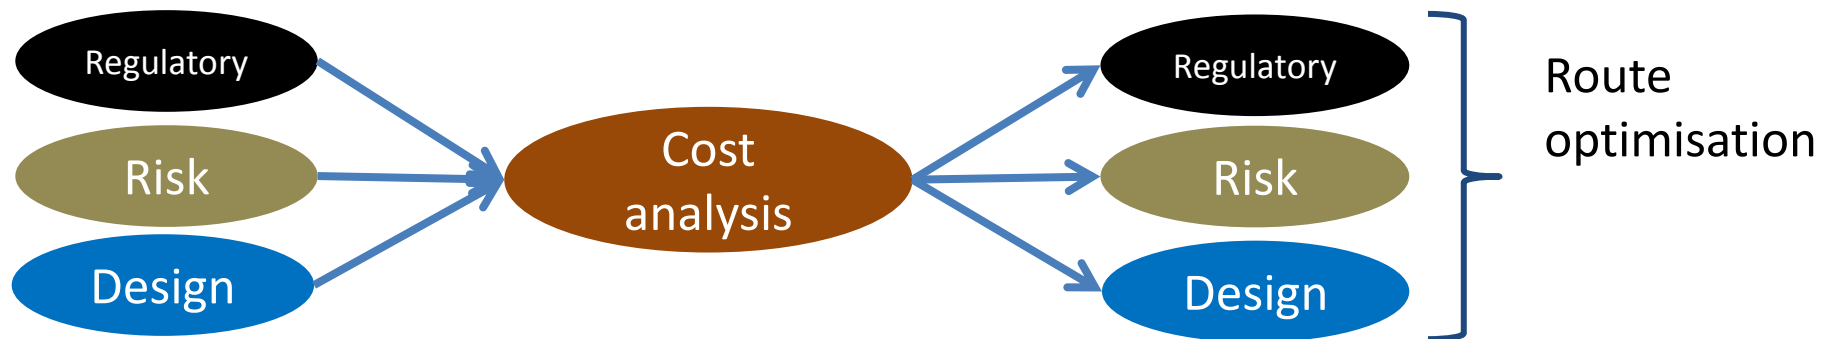 Regulatory
Risk
Design
Cost
analysis
Regulatory
Risk
Design
Route
optimisation